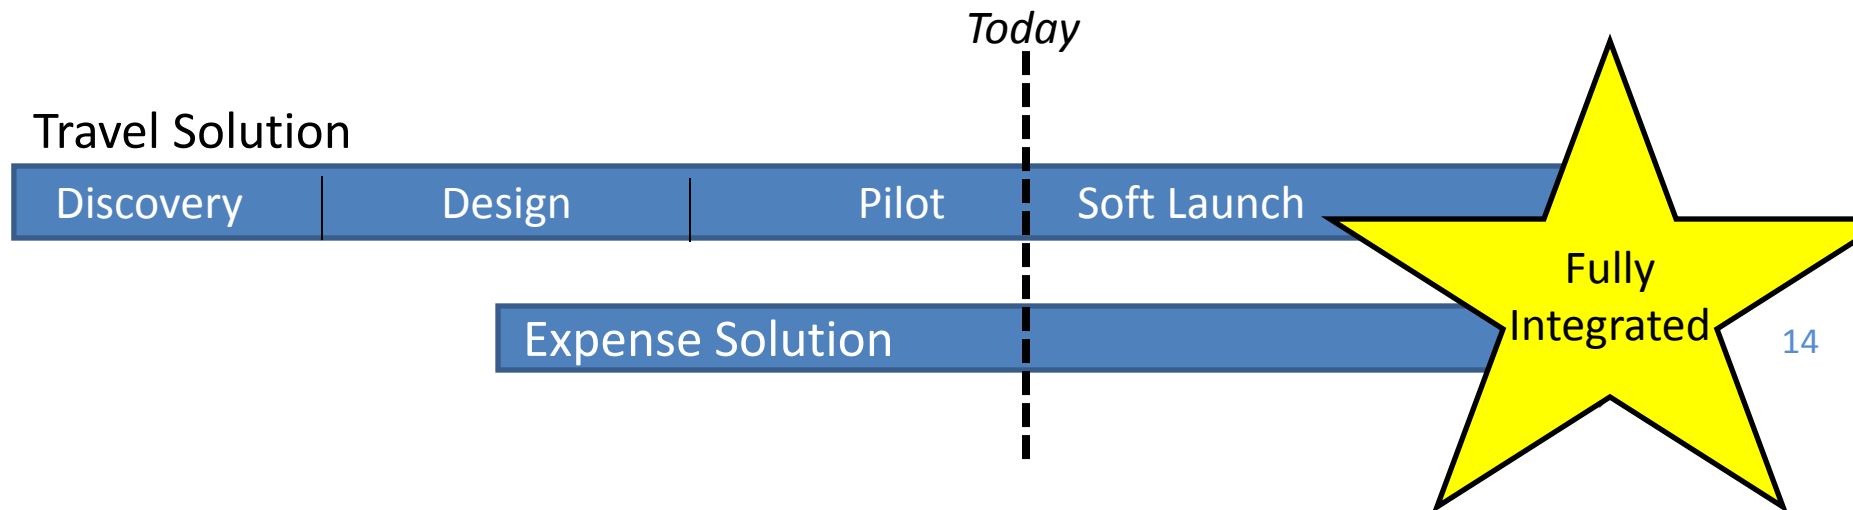 Today
Travel Solution
Discovery
Design
Pilot
Soft Launch
Fully
Integrated
Expense Solution
14